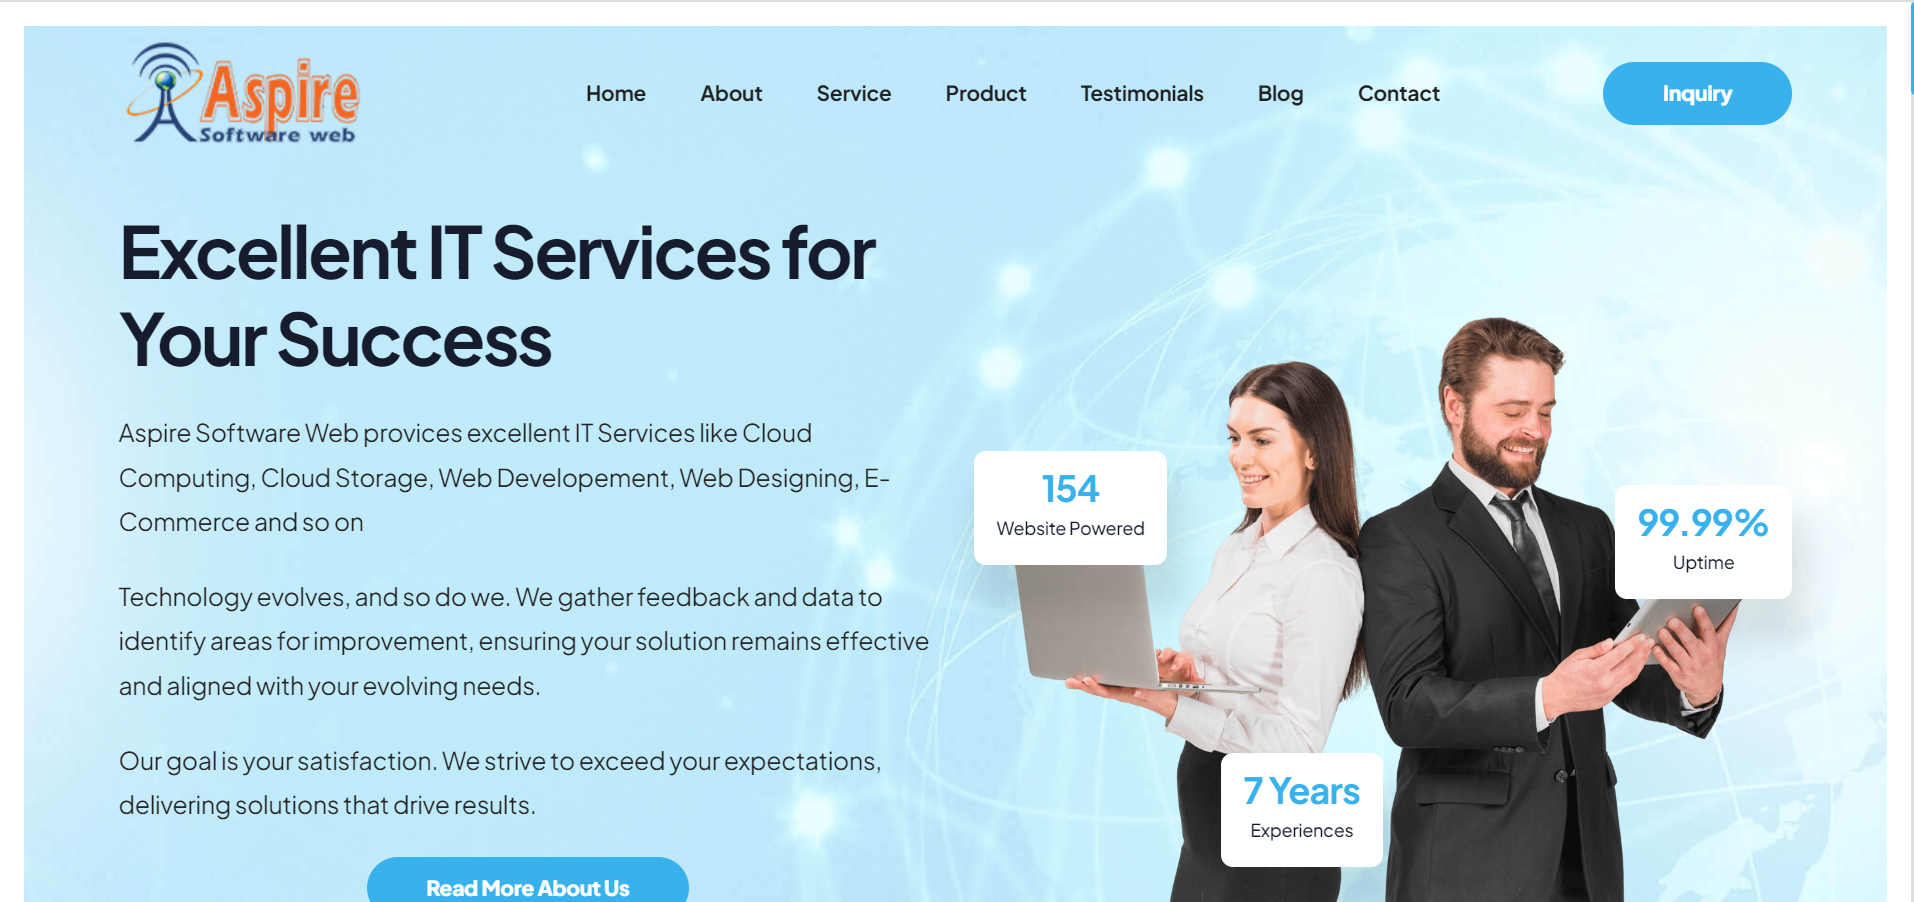 Aspire
Software web
Home
About
Service
Product
Testimonials
Blog
Contact
Inquiry
Excellent IT Services for
Your Success
Aspire Software Web provices excellent IT Services like Cloud
Computing, Cloud Storage, Web Developement, Web Designing, E-
Commerce and so on
Technology evolves, and so do we. We gather feedback and data to
identify areas for improvement, ensuring your solution remains effective
and aligned with your evolving needs.
Our goal is your satisfaction. We strive to exceed your expectations,
delivering solutions that drive results.
Read More About Us
154
Website Powered
99.99%
Uptime
7 Years
Experiences